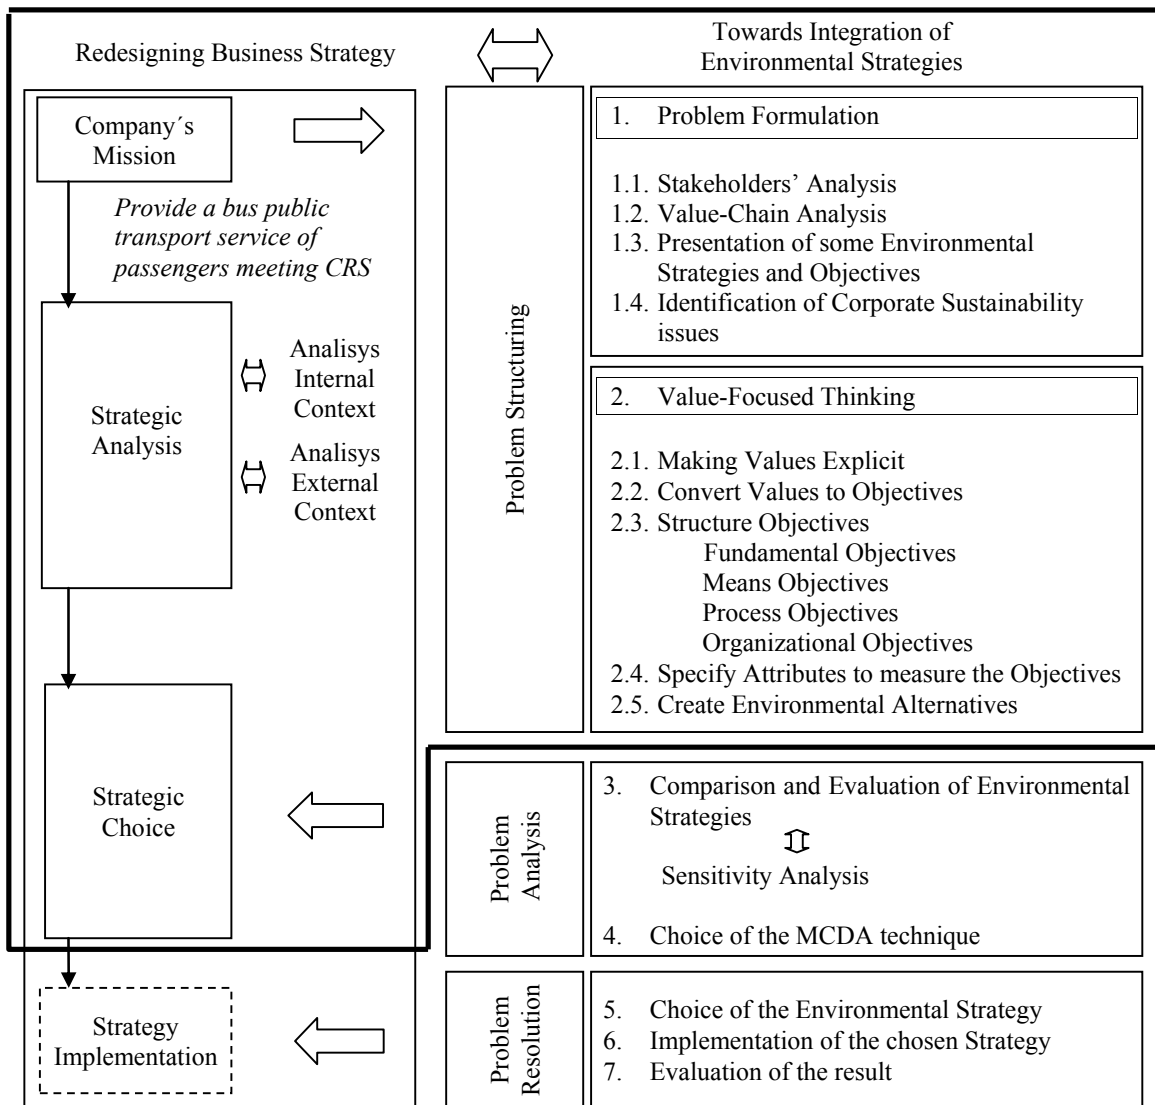 Redesigning Business Strategy
Towards Integration of
Environmental Strategies
Company´s
Mission
Provide a bus public
transport service of
passengers meeting CRS
Strategic
Analysis
Analisys
Internal
Context
Analisys
External
Context
Strategic
Choice
Strategy
Implementation
Problem Structuring
1. Problem Formulation
1.1. Stakeholders’ Analysis
1.2. Value-Chain Analysis
1.3. Presentation of some Environmental
Strategies and Objectives
1.4. Identification of Corporate Sustainability
issues
2. Value-Focused Thinking
2.1. Making Values Explicit
2.2. Convert Values to Objectives
2.3. Structure Objectives
Fundamental Objectives
Means Objectives
Process Objectives
Organizational Objectives
2.4. Specify Attributes to measure the Objectives
2.5. Create Environmental Alternatives
Problem
Analysis
3. Comparison and Evaluation of Environmental
Strategies
Sensitivity Analysis
4. Choice of the MCDA technique
Problem
Resolution
5. Choice of the Environmental Strategy
6. Implementation of the chosen Strategy
7. Evaluation of the result